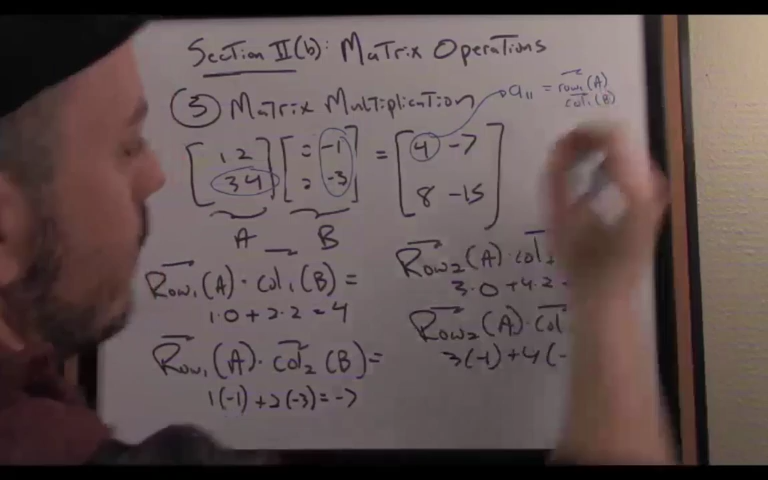 Section II(b): Matrix Operations
⑤ Matrix Multiplication
a₁₁ = row₁(A)
col₁(B)
[1 2
3 4] [ -1
2 -3] = [4 -7
8 -15]
A B
Row₁(A)·col₁(B) =
1·0+2·2=4
Row₁(A)·col₂(B)=
1(-1)+2(-3)=-7
Row₂(A)·col
3·0+4·2
Row₂(A)·col
3(-1)+4(-